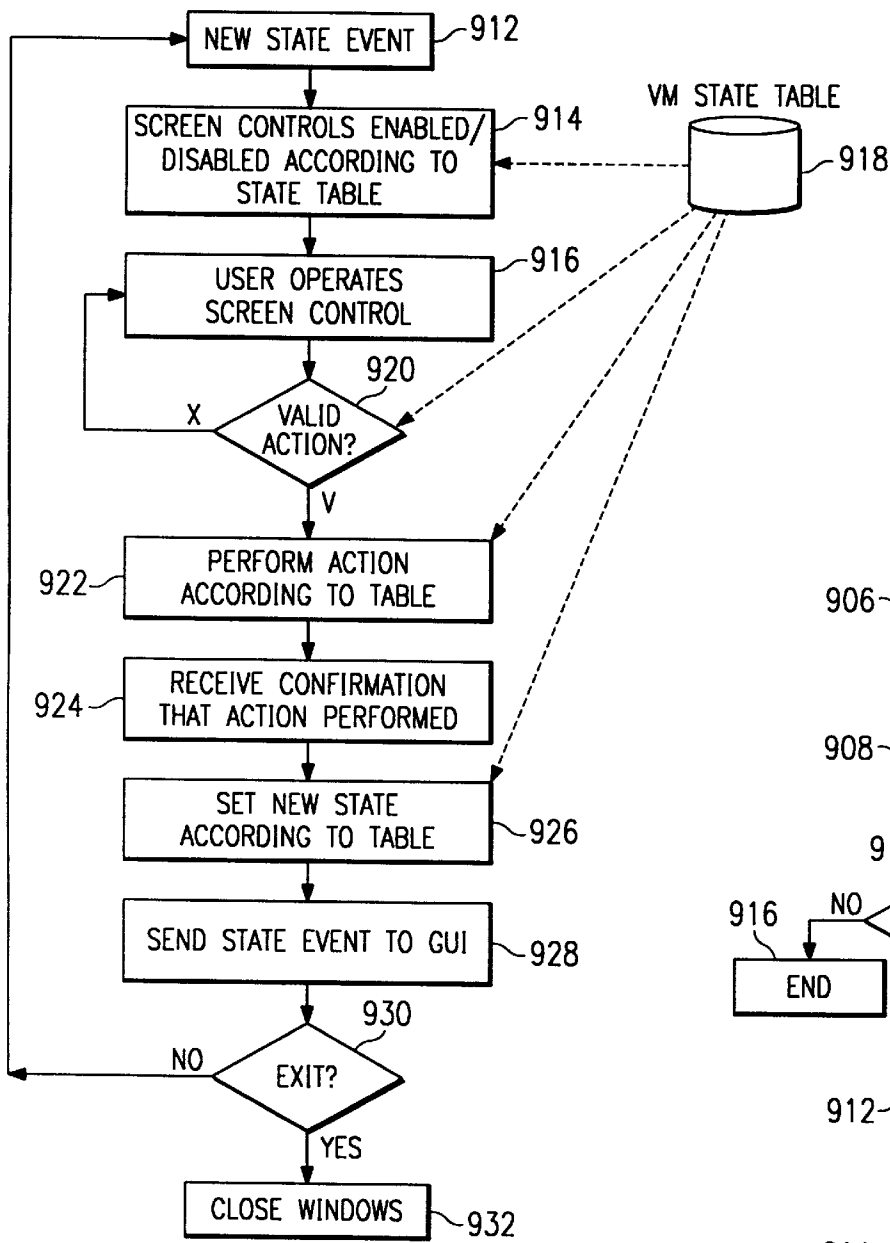 NEW STATE EVENT
912
SCREEN CONTROLS ENABLED/
DISABLED ACCORDING TO
STATE TABLE
914
VM STATE TABLE
918
USER OPERATES
SCREEN CONTROL
916
VALID
ACTION?
920
X
V
PERFORM ACTION
ACCORDING TO TABLE
922
RECEIVE CONFIRMATION
THAT ACTION PERFORMED
924
SET NEW STATE
ACCORDING TO TABLE
926
SEND STATE EVENT TO GUI
928
EXIT?
930
NO
YES
CLOSE WINDOWS
932
906
908
9
NO
916
END
912